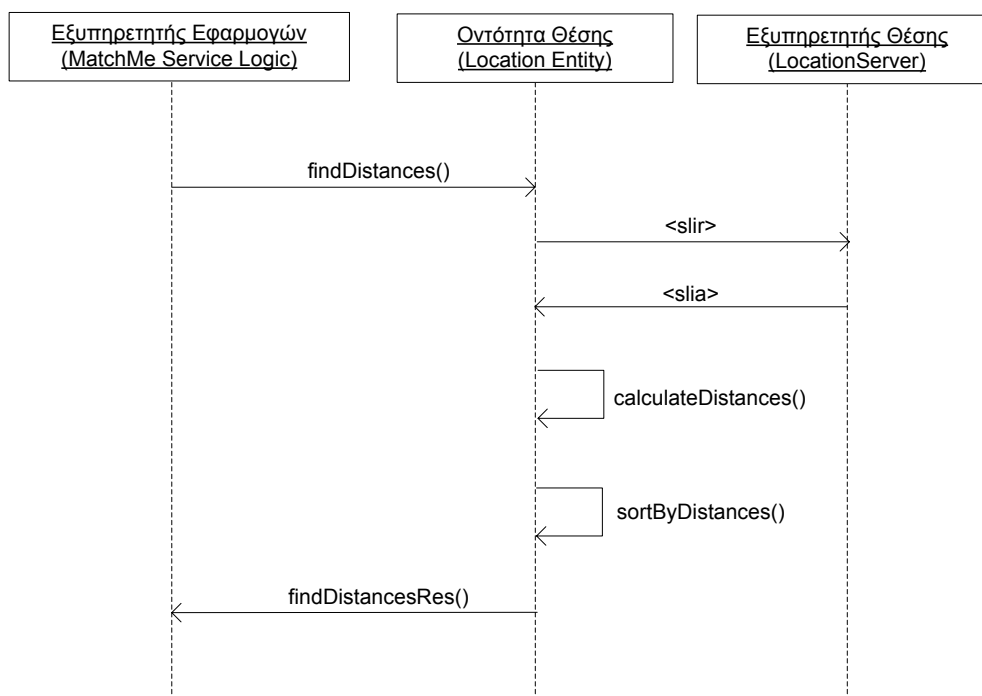 Εξυπηρετητής Εφαρμογών
(MatchMe Service Logic)
Οντότητα Θέσης
(Location Entity)
Εξυπηρετητής Θέσης
(LocationServer)
findDistances()
<slir>
<slia>
calculateDistances()
sortByDistances()
findDistancesRes()